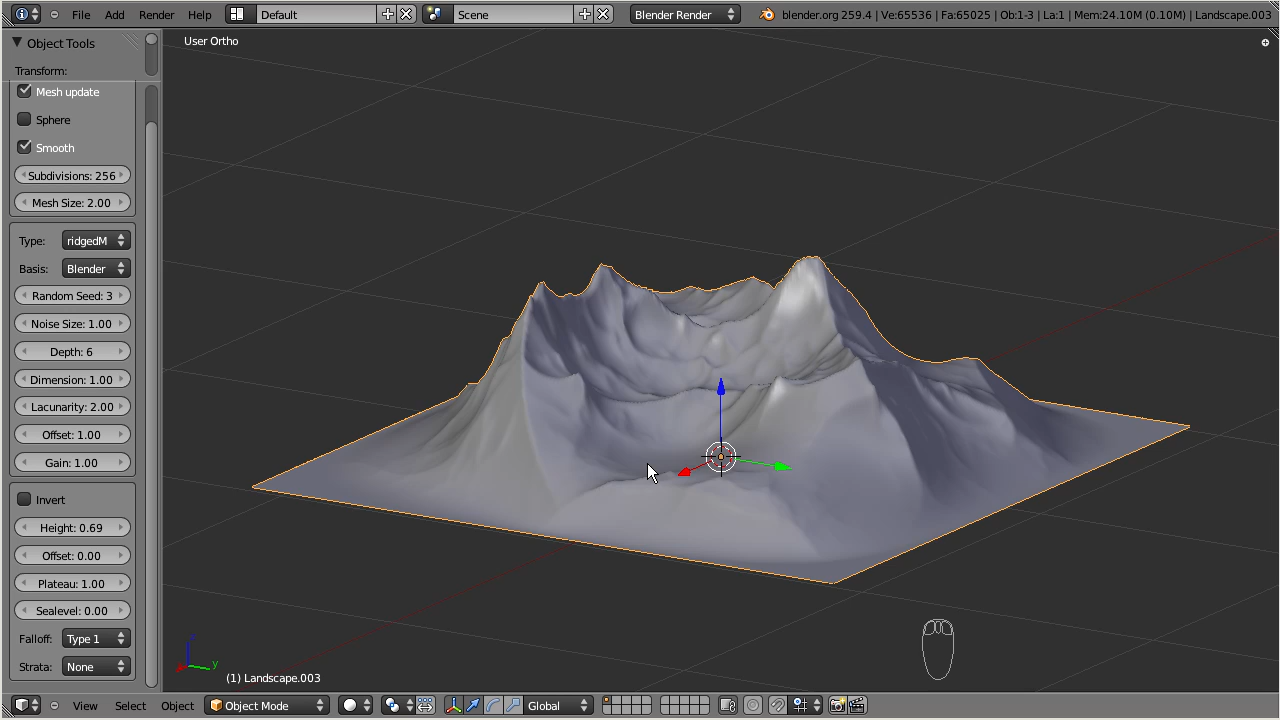 File Add Render Help Default Scene Blender Render blender.org 259.4 | Ve:65536 | Fa:65025 | Ob:1-3 | La:1 | Mem:24.10M (0.10M) | Landscape.003
Object Tools
User Ortho
Transform:
Mesh update
Sphere
Smooth
Subdivisions: 256
Mesh Size: 2.00
Type: ridgedM
Basis: Blender
Random Seed: 3
Noise Size: 1.00
Depth: 6
Dimension: 1.00
Lacunarity: 2.00
Offset: 1.00
Gain: 1.00
Invert
Height: 0.69
Offset: 0.00
Plateau: 1.00
Sealevel: 0.00
Falloff: Type 1
Strata: None
z
y
(1) Landscape.003
View Select Object Object Mode Global